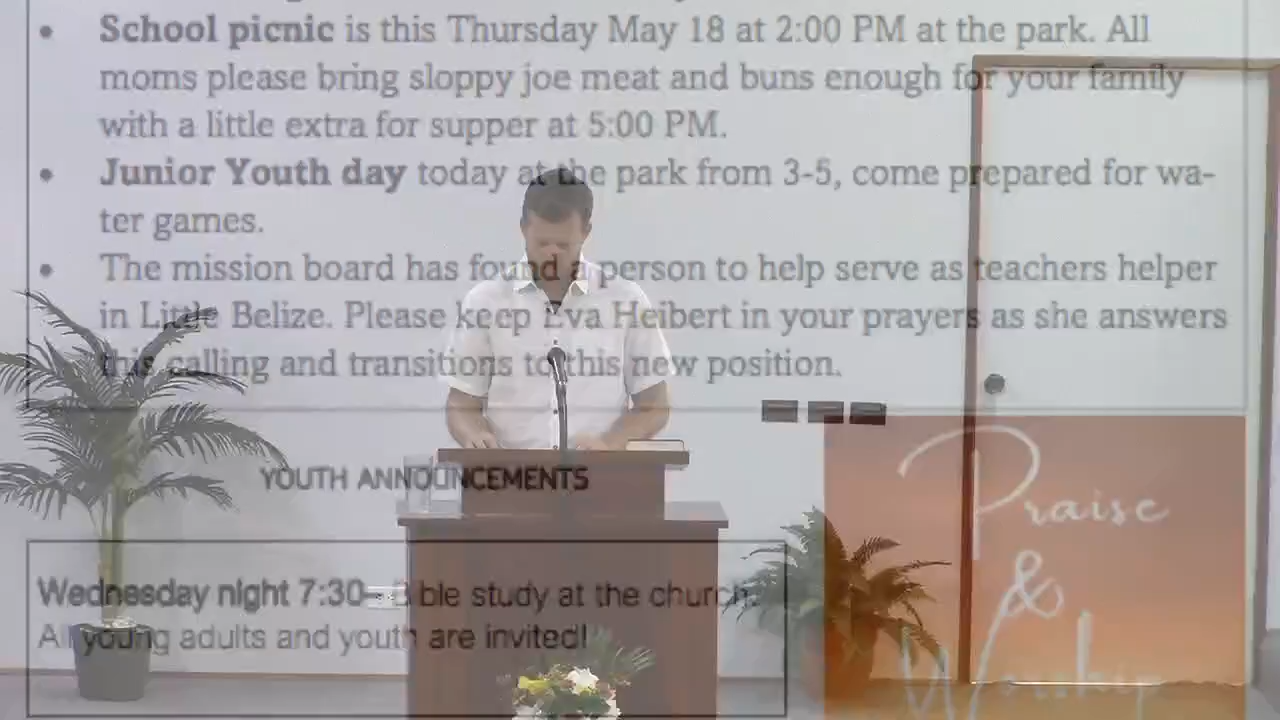 School picnic is this Thursday May 18 at 2:00 PM at the park. All
moms please bring sloppy joe meat and buns enough for your family
with a little extra for supper at 5:00 PM.
Junior Youth day today at the park from 3-5, come prepared for wa-
ter games.
The mission board has found a person to help serve as teachers helper
in Little Belize. Please keep Eva Heibert in your prayers as she answers
this calling and transitions to this new position.
YOUTH ANNOUNCEMENTS
Wednesday night 7:30– Bible study at the church.
All young adults and youth are invited!
Praise
&
Worship